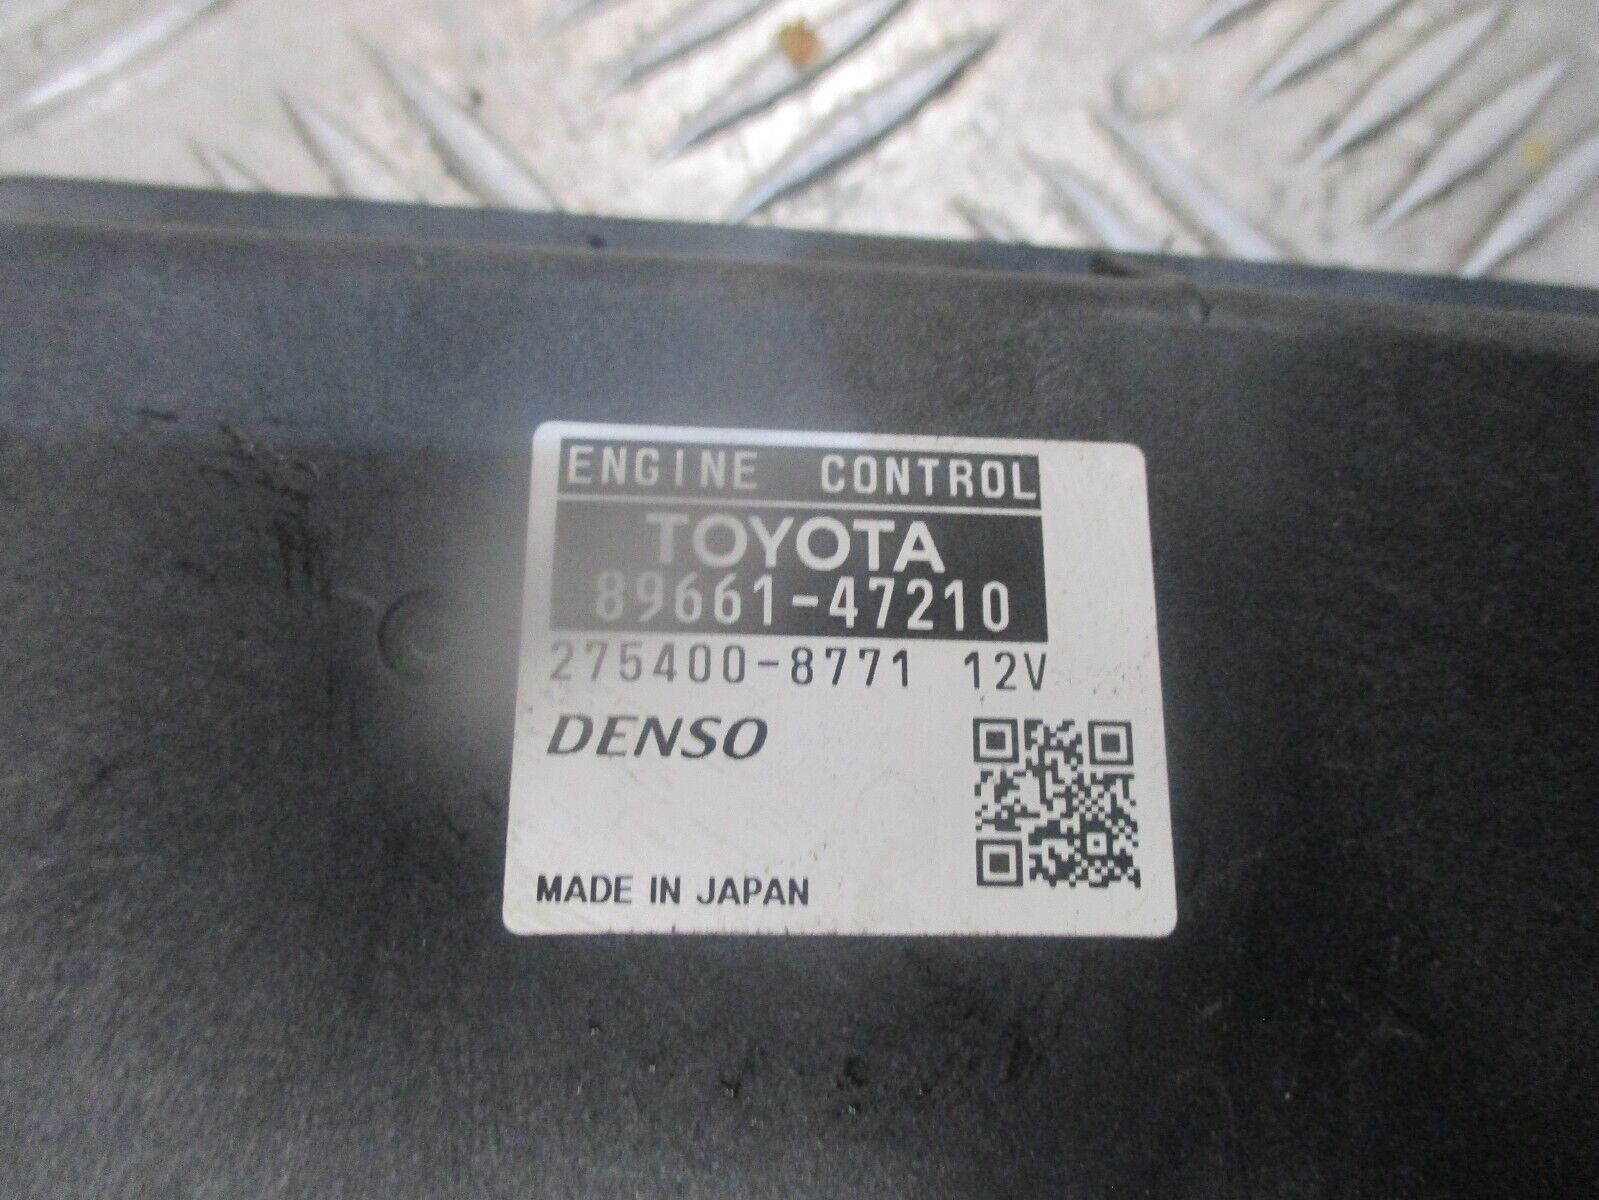 ENGINE CONTROL
TOYOTA
89661-47210
275400-8771 12V
DENSO
MADE IN JAPAN